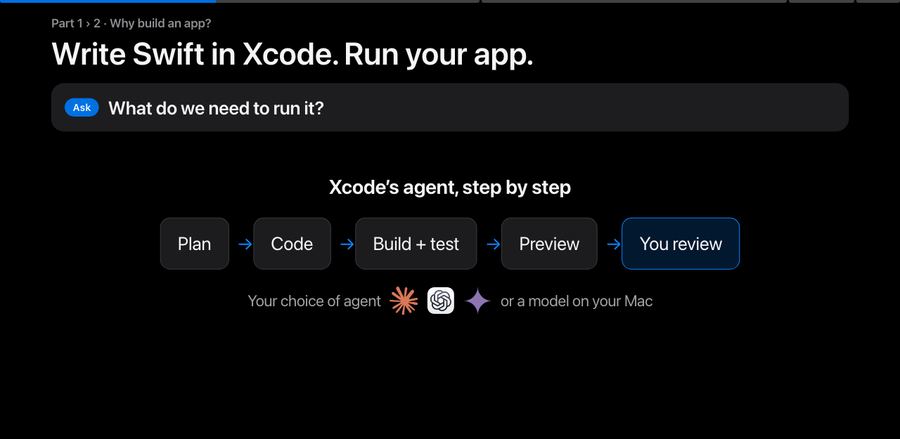 Part 1 › 2 · Why build an app?
Write Swift in Xcode. Run your app.
Ask What do we need to run it?
Xcode’s agent, step by step
Plan → Code → Build + test → Preview → You review
Your choice of agent or a model on your Mac